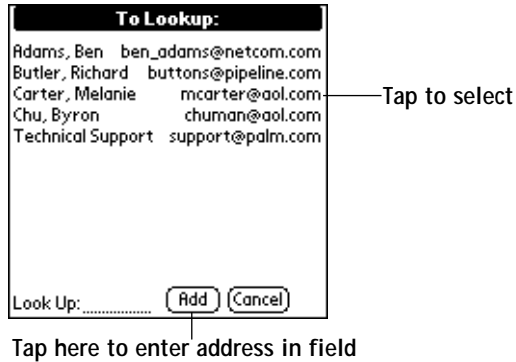 To Lookup:
Adams, Ben ben_adams@netcom.com
Butler, Richard buttons@pipeline.com
Carter, Melanie mcarter@aol.com
Tap to select
Chu, Byron chuman@aol.com
Technical Support support@palm.com
Look Up: Add Cancel
Tap here to enter address in field